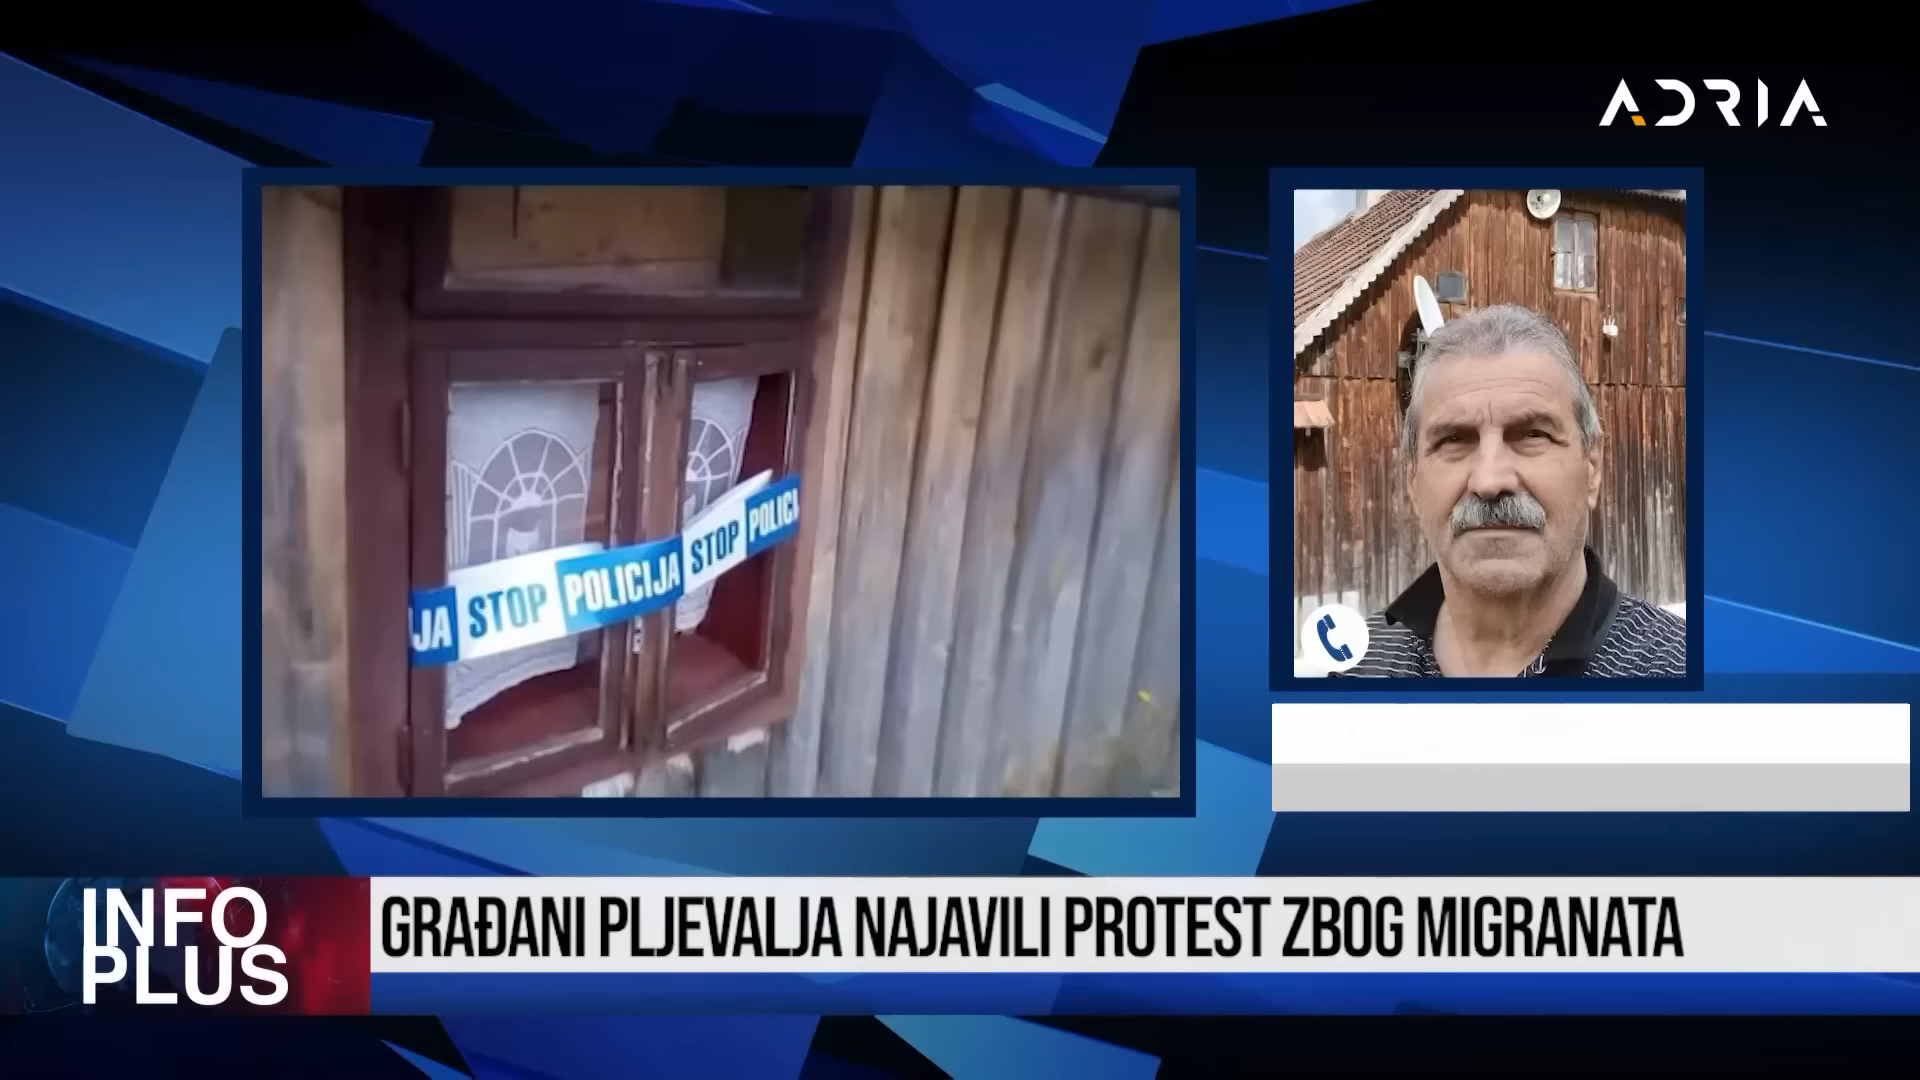 ADRIA
JA STOP POLICIJA STOP POLICI
INFO
PLUS
GRAĐANI PLJEVALJA NAJAVILI PROTEST ZBOG MIGRANATA